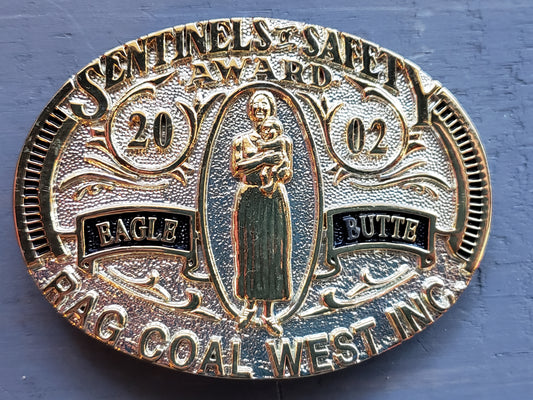 SENTINELS OF SAFETY
AWARD
20 02
EAGLE BUTTE
RAG COAL WEST, INC.